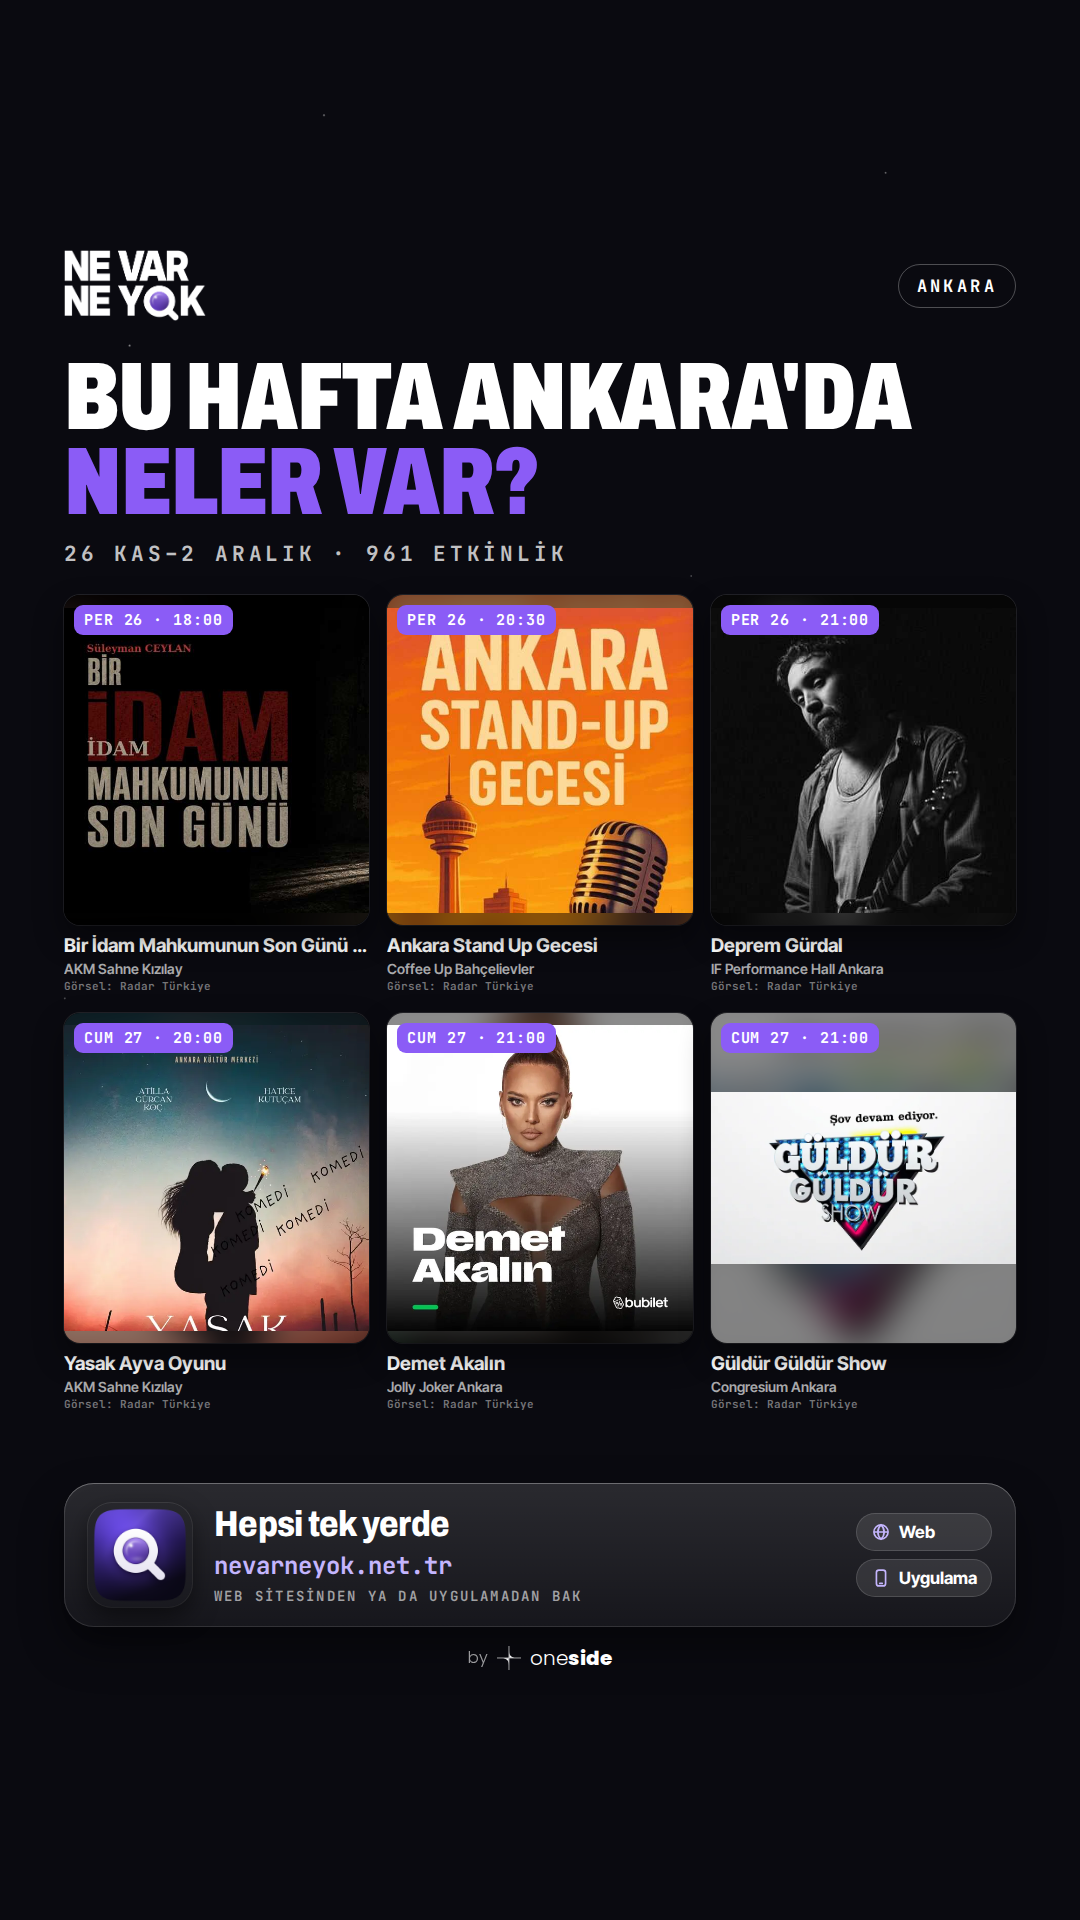 NE VAR
NE YOK
ANKARA
BU HAFTA ANKARA'DA
NELER VAR?
26 KAS–2 ARALIK · 961 ETKİNLİK
PER 26 · 18:00
Süleyman CEYLAN
BİR
İDAM
İDAM
MAHKUMUNUN
SON GÜNÜ
Bir İdam Mahkumunun Son Günü ...
AKM Sahne Kızılay
Görsel: Radar Türkiye
PER 26 · 20:30
ANKARA
STAND-UP
GECESİ
Ankara Stand Up Gecesi
Coffee Up Bahçelievler
Görsel: Radar Türkiye
PER 26 · 21:00
Deprem Gürdal
IF Performance Hall Ankara
Görsel: Radar Türkiye
CUM 27 · 20:00
ANKARA KÜLTÜR MERKEZİ
ATİLLA
GÜRCAN
KOÇ
HATİCE
KUTUÇAM
KOMEDİ
KOMEDİ
KOMEDİ
KOMEDİ
KOMEDİ
YASAK
Yasak Ayva Oyunu
AKM Sahne Kızılay
Görsel: Radar Türkiye
CUM 27 · 21:00
Demet
Akalın
bubilet
Demet Akalın
Jolly Joker Ankara
Görsel: Radar Türkiye
CUM 27 · 21:00
Şov devam ediyor.
GÜLDÜR
GÜLDÜR
SHOW
Güldür Güldür Show
Congresium Ankara
Görsel: Radar Türkiye
Hepsi tek yerde
nevarneyok.net.tr
WEB SİTESİNDEN YA DA UYGULAMADAN BAK
Web
Uygulama
by oneside